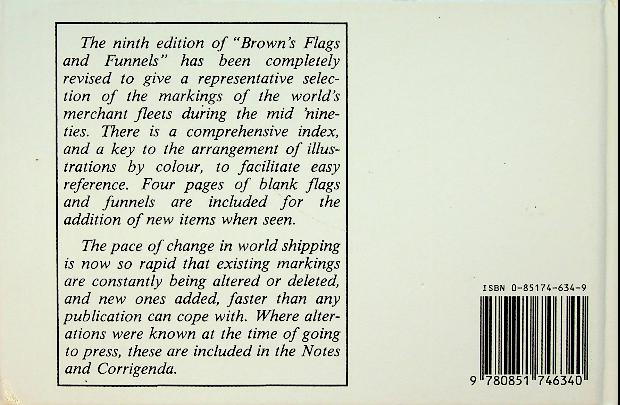 The ninth edition of "Brown's Flags
and Funnels" has been completely
revised to give a representative selec-
tion of the markings of the world's
merchant fleets during the mid 'nine-
ties. There is a comprehensive index,
and a key to the arrangement of illus-
trations by colour, to facilitate easy
reference. Four pages of blank flags
and funnels are included for the
addition of new items when seen.
The pace of change in world shipping
is now so rapid that existing markings
are constantly being altered or deleted,
and new ones added, faster than any
publication can cope with. Where alter-
ations were known at the time of going
to press, these are included in the Notes
and Corrigenda.
ISBN 0-85174-634-9
9 780851 746340